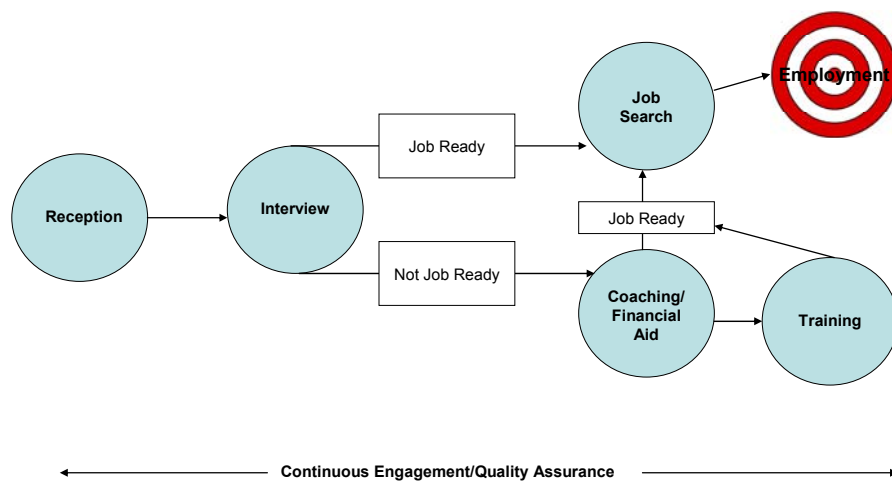 Employment
Job
Search
Job Ready
Reception
Interview
Job Ready
Not Job Ready
Coaching/
Financial
Aid
Training
Continuous Engagement/Quality Assurance